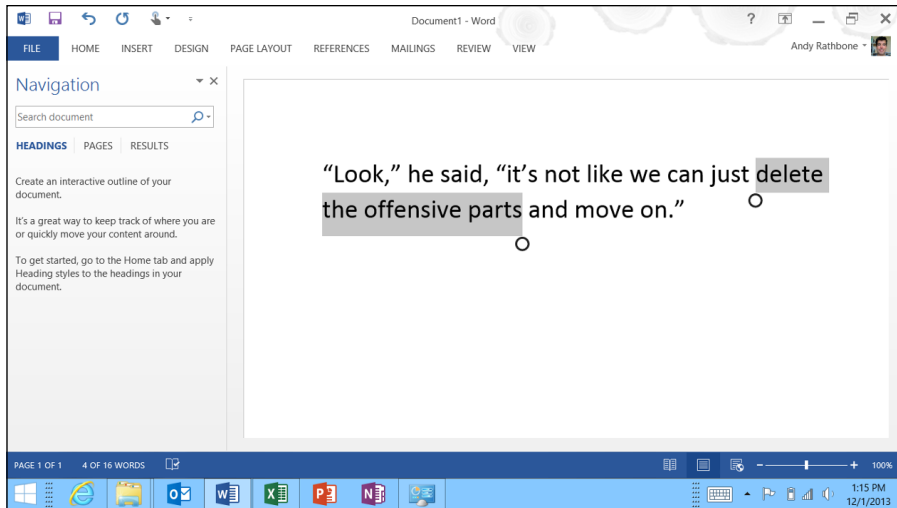 Document1 - Word
?
FILE HOME INSERT DESIGN PAGE LAYOUT REFERENCES MAILINGS REVIEW VIEW
Andy Rathbone
Navigation
Search document
HEADINGS PAGES RESULTS
Create an interactive outline of your
document.
It's a great way to keep track of where you are
or quickly move your content around.
To get started, go to the Home tab and apply
Heading styles to the headings in your
document.
“Look,” he said, “it’s not like we can just delete
the offensive parts and move on.”
PAGE 1 OF 1 4 OF 16 WORDS
100%
1:15 PM
12/1/2013